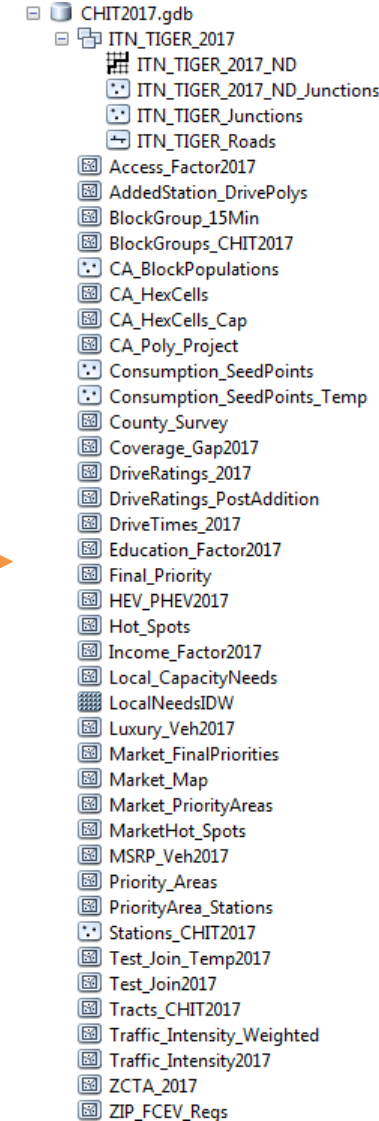 CHIT2017.gdb
ITN_TIGER_2017
ITN_TIGER_2017_ND
ITN_TIGER_2017_ND_Junctions
ITN_TIGER_Junctions
ITN_TIGER_Roads
Access_Factor2017
AddedStation_DrivePolys
BlockGroup_15Min
BlockGroups_CHIT2017
CA_BlockPopulations
CA_HexCells
CA_HexCells_Cap
CA_Poly_Project
Consumption_SeedPoints
Consumption_SeedPoints_Temp
County_Survey
Coverage_Gap2017
DriveRatings_2017
DriveRatings_PostAddition
DriveTimes_2017
Education_Factor2017
Final_Priority
HEV_PHEV2017
Hot_Spots
Income_Factor2017
Local_CapacityNeeds
LocalNeedsIDW
Luxury_Veh2017
Market_FinalPriorities
Market_Map
Market_PriorityAreas
MarketHot_Spots
MSRP_Veh2017
Priority_Areas
PriorityArea_Stations
Stations_CHIT2017
Test_Join_Temp2017
Test_Join2017
Tracts_CHIT2017
Traffic_Intensity_Weighted
Traffic_Intensity2017
ZCTA_2017
ZIP_FCEV_Regs